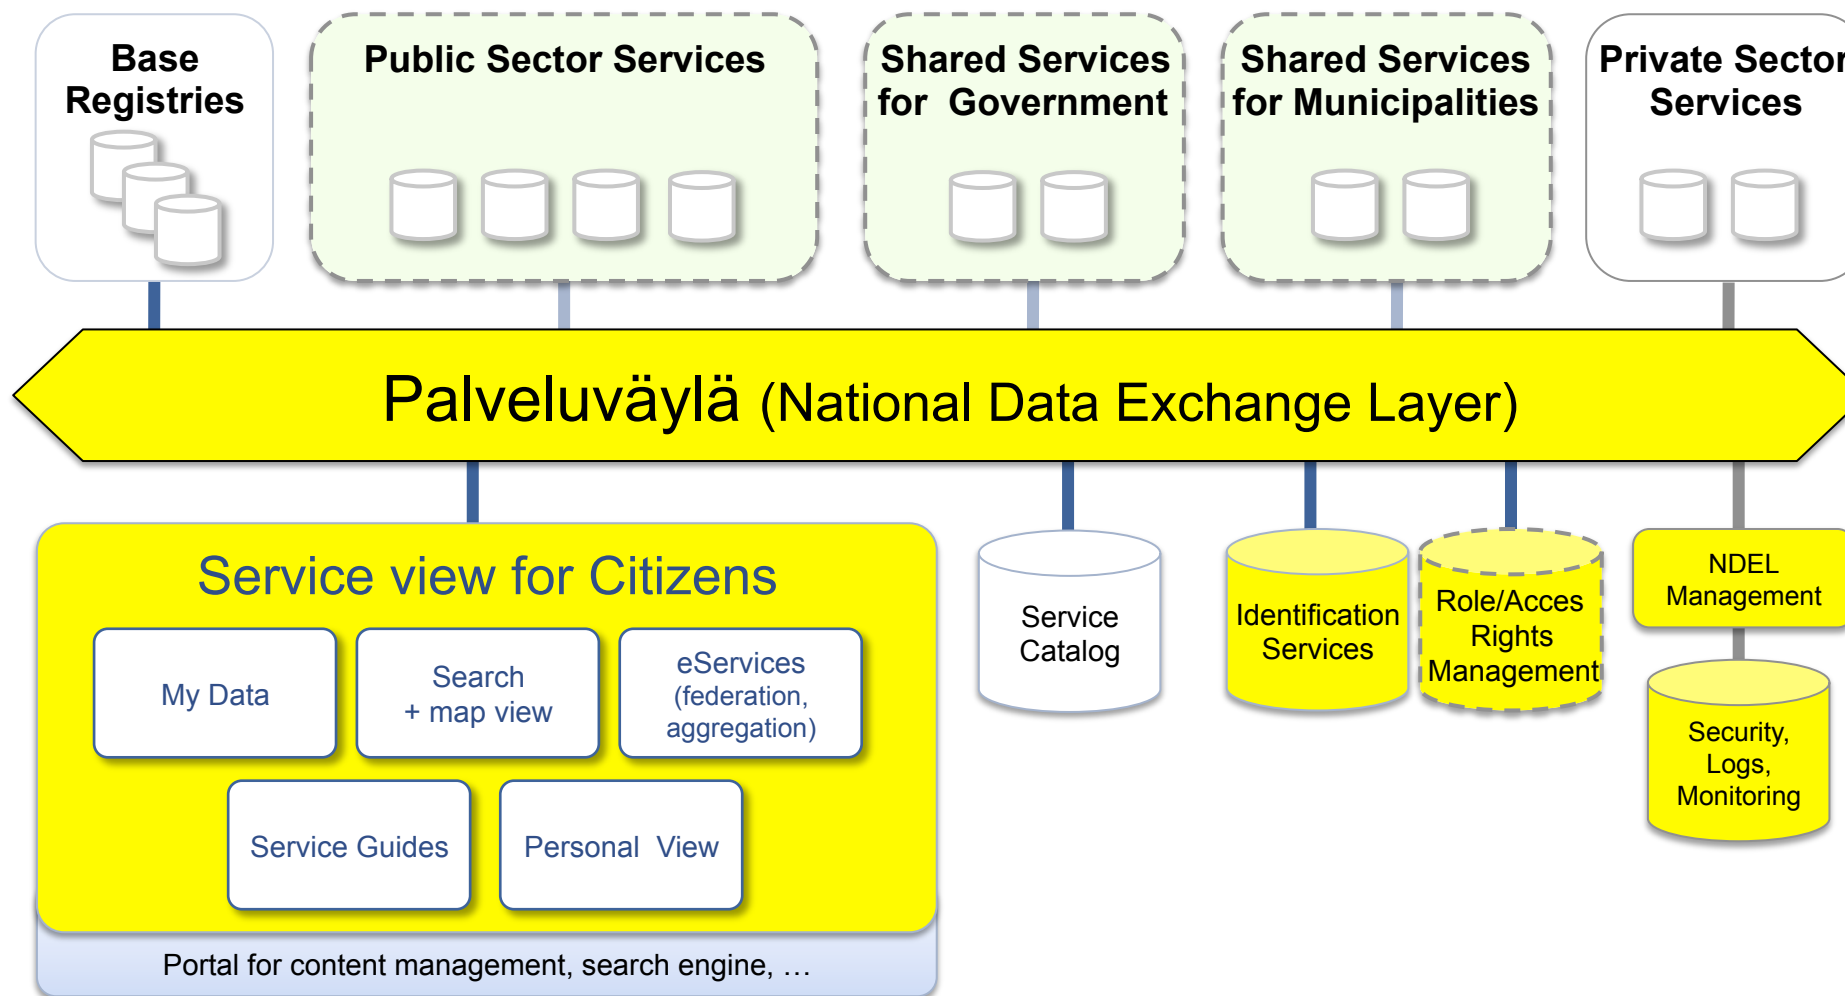 Base
Registries
Public Sector Services
Shared Services
for Government
Shared Services
for Municipalities
Private Sector
Services
Palveluväylä (National Data Exchange Layer)
Service view for Citizens
My Data
Search
+ map view
eServices
(federation,
aggregation)
Service Guides
Personal View
Portal for content management, search engine, …
Service
Catalog
Identification
Services
Role/Acces
Rights
Management
NDEL
Management
Security,
Logs,
Monitoring